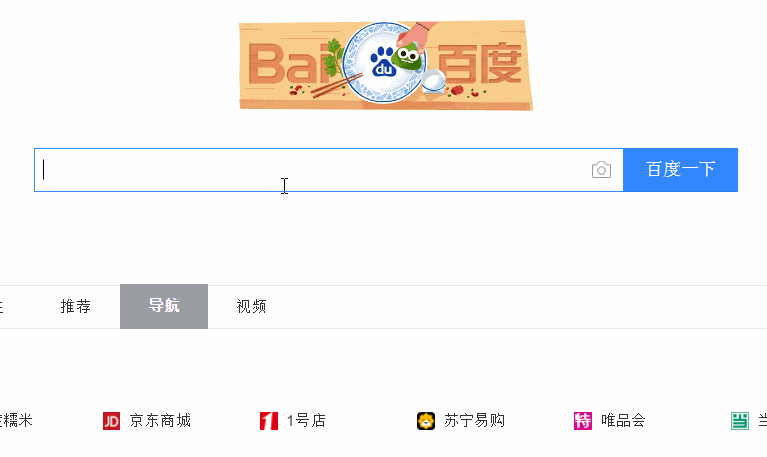 Bai du 百度
百度一下
推荐 导航 视频
糯米 JD 京东商城 1 1号店 苏宁易购 特 唯品会 当